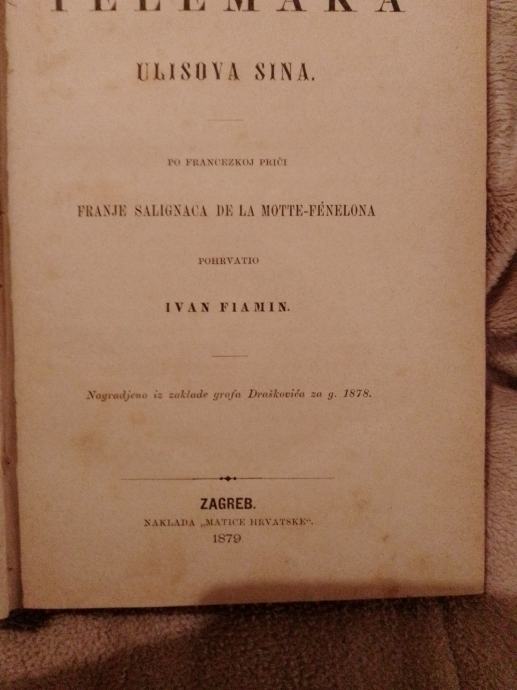 TELEMAKA
ULISOVA SINA.
PO FRANCEZKOJ PRIČI
FRANJE SALIGNACA DE LA MOTTE-FÉNELONA
POHRVATIO
IVAN FIAMIN.
Nagradjeno iz zaklade grofa Draškovića za g. 1878.
ZAGREB.
NAKLADA „MATICE HRVATSKE“.
1879